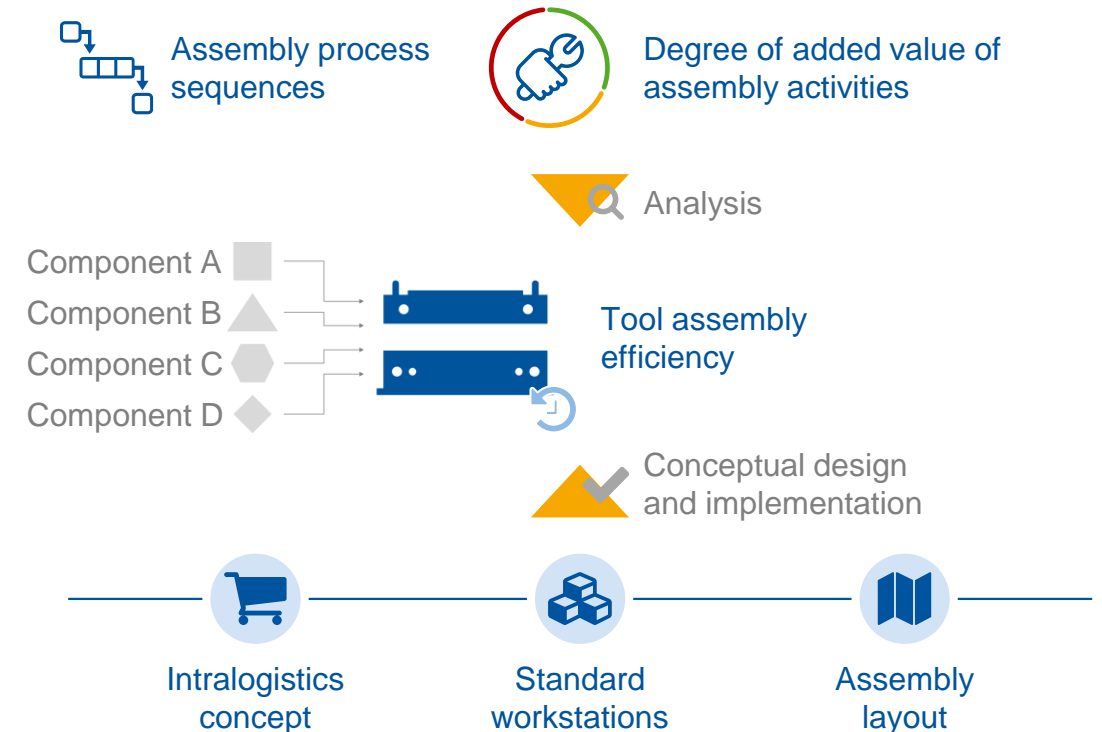 Assembly process
sequences
Degree of added value of
assembly activities
Analysis
Component A
Component B
Component C
Component D
Tool assembly
efficiency
Conceptual design
and implementation
Intralogistics
concept
Standard
workstations
Assembly
layout